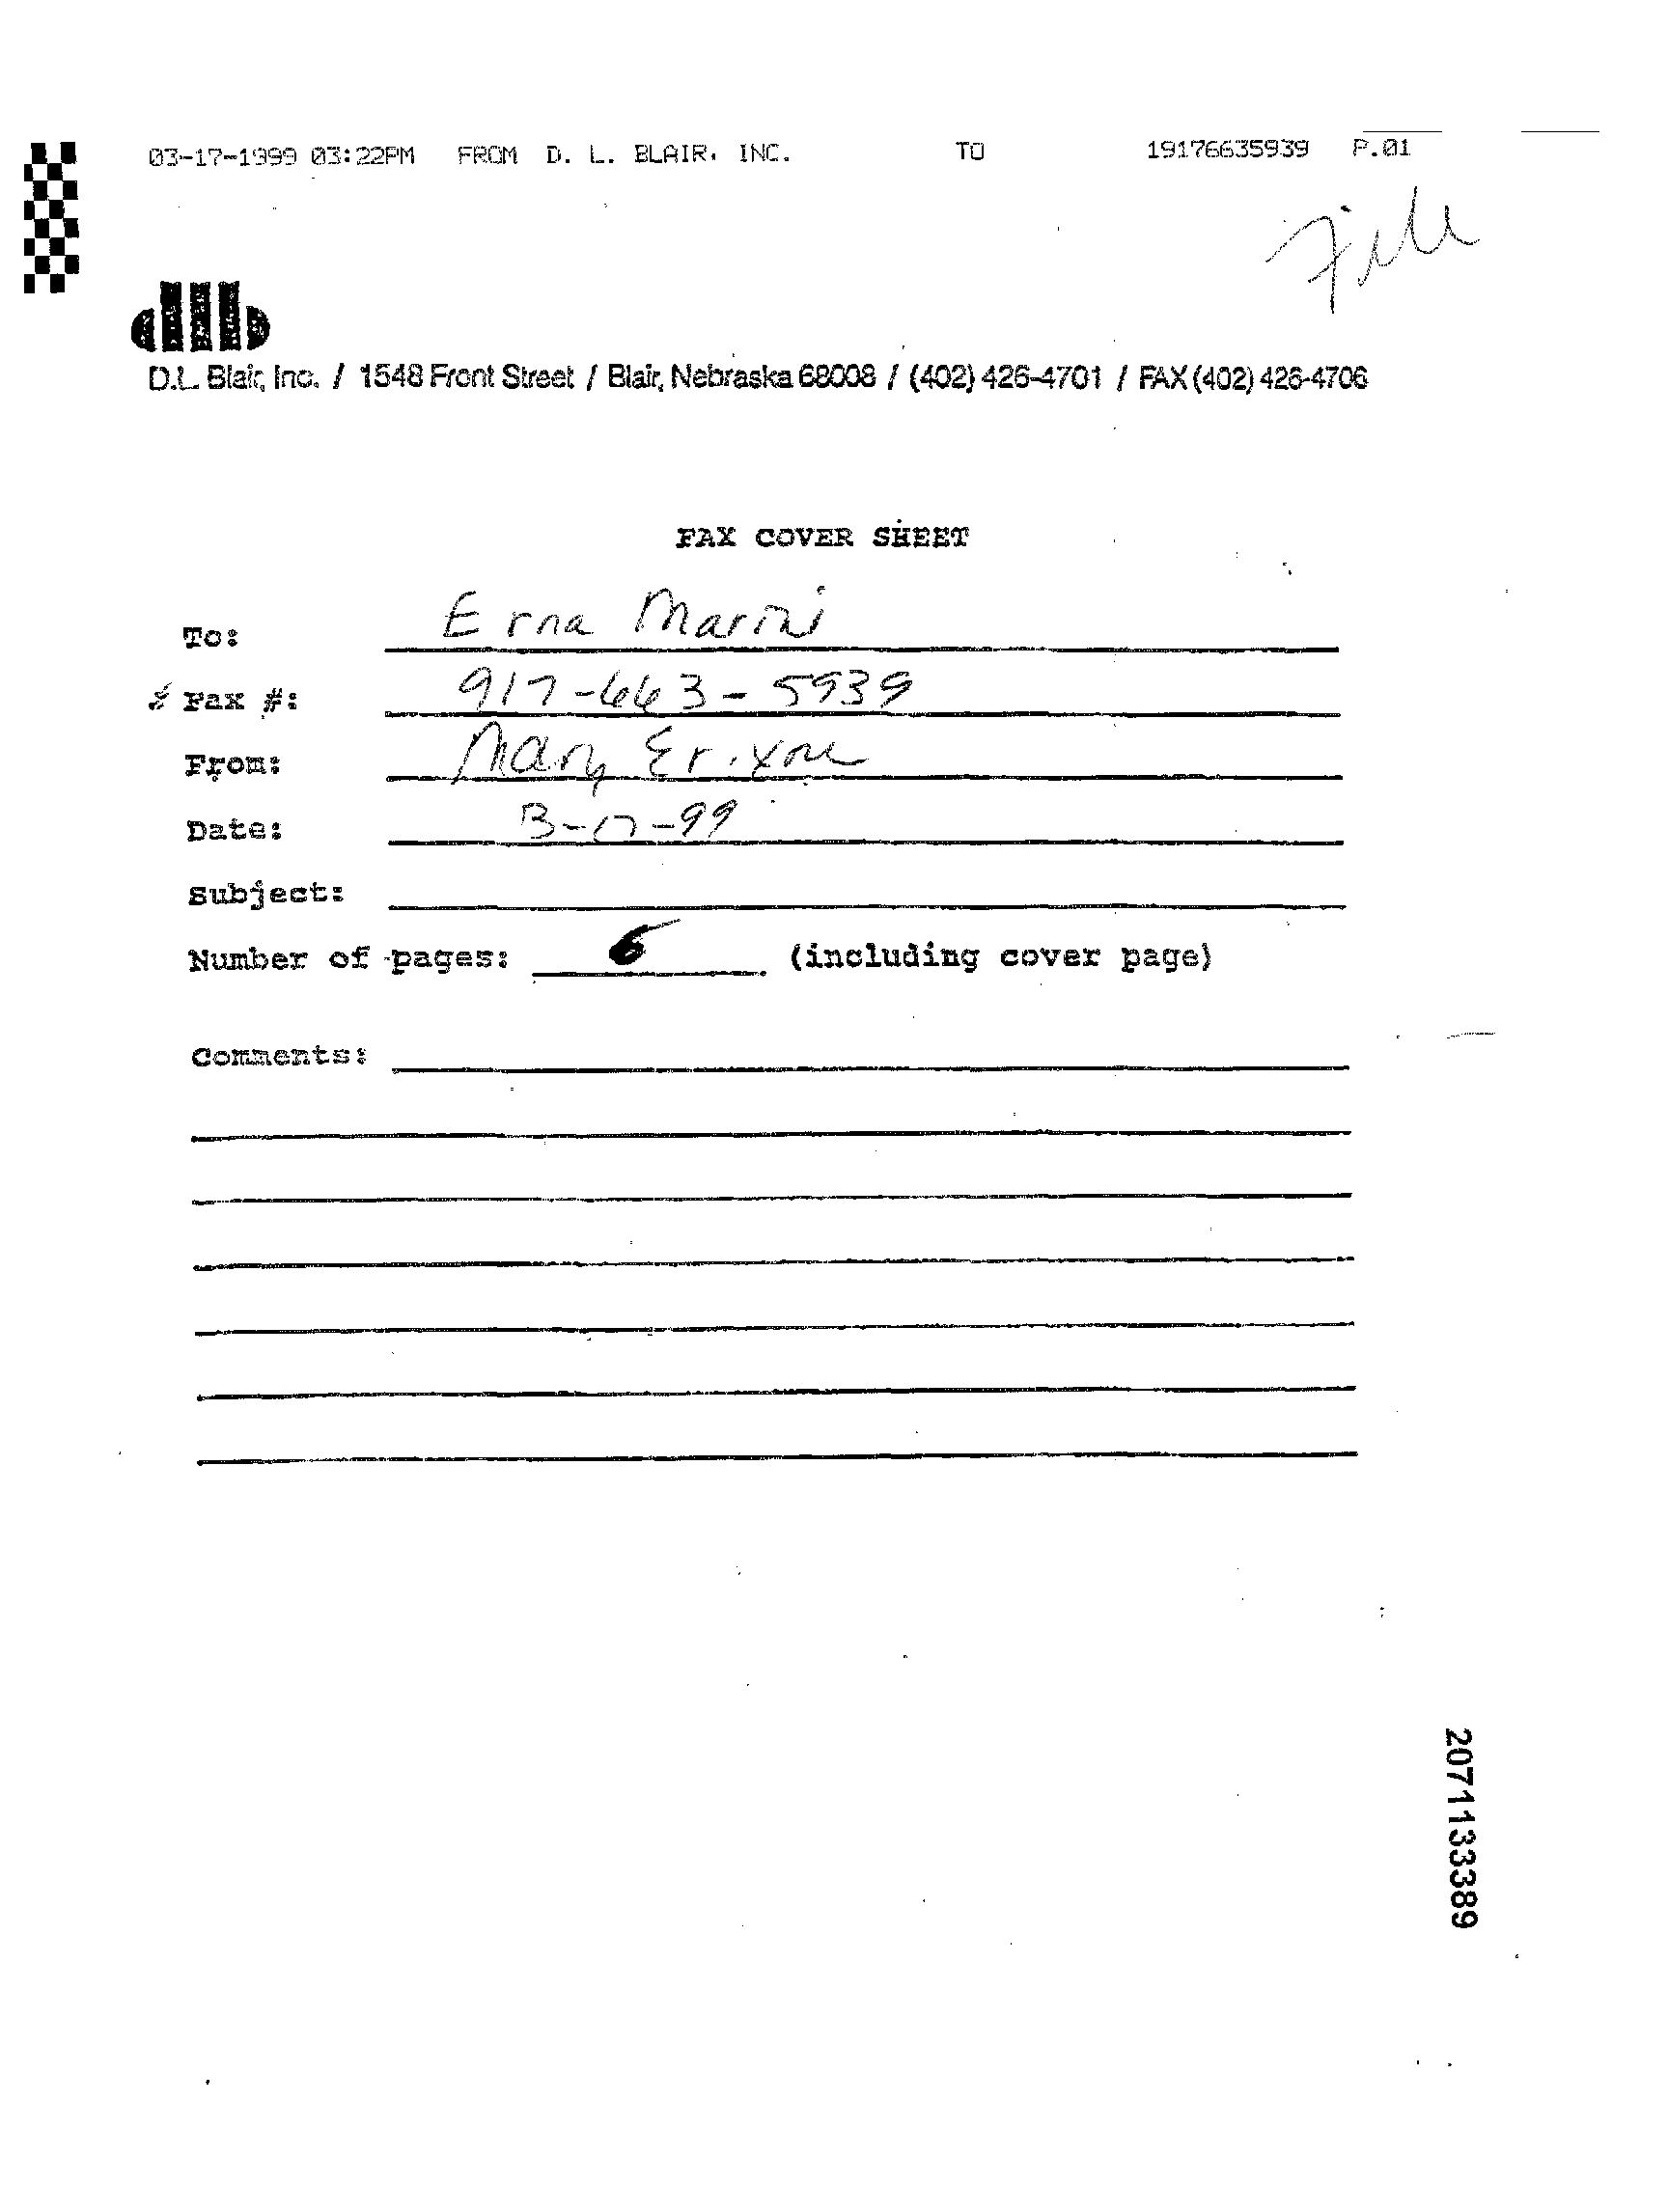 03-17-1999 03:22PM FROM D. L. BLAIR, INC. TO 19176635939 P.01
File
dllb
D.L. Blair, Inc. / 1548 Front Street / Blair, Nebraska 68008 / (402) 426-4701 / FAX (402) 426-4706
FAX COVER SHEET
To: Erna Marini
Fax #: 917-663-5939
From: Mary Erixon
Date: 3-17-99
Subject:
Number of pages: 6 (including cover page)
Comments:
2071133389